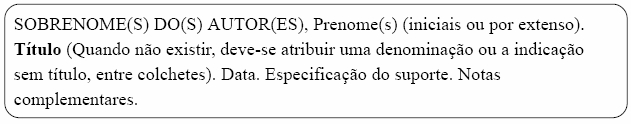 SOBRENOME(S) DO(S) AUTOR(ES), Prenome(s) (iniciais ou por extenso).
Título (Quando não existir, deve-se atribuir uma denominação ou a indicação
sem título, entre colchetes). Data. Especificação do suporte. Notas
complementares.